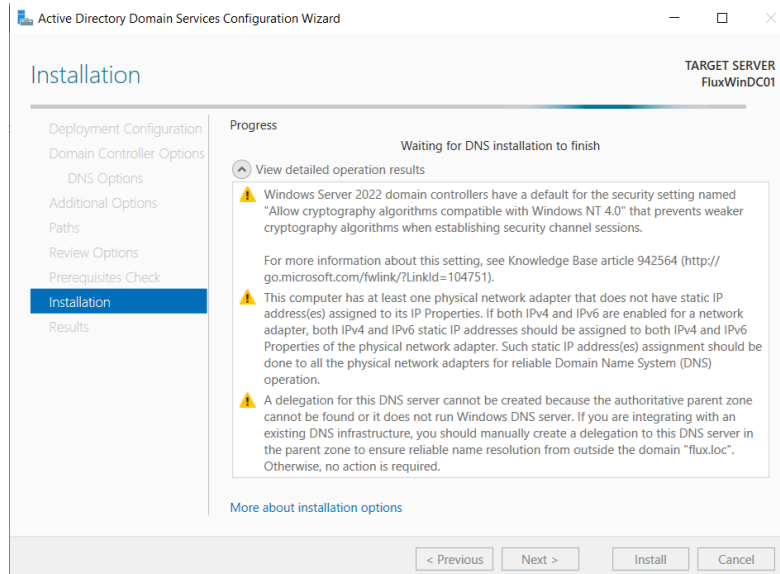 Active Directory Domain Services Configuration Wizard
Installation
TARGET SERVER
FluxWinDC01
Deployment Configuration
Domain Controller Options
DNS Options
Additional Options
Paths
Review Options
Prerequisites Check
Installation
Results
Progress
Waiting for DNS installation to finish
View detailed operation results
Windows Server 2022 domain controllers have a default for the security setting named
"Allow cryptography algorithms compatible with Windows NT 4.0" that prevents weaker
cryptography algorithms when establishing security channel sessions.
For more information about this setting, see Knowledge Base article 942564 (http://
go.microsoft.com/fwlink/?LinkId=104751).
This computer has at least one physical network adapter that does not have static IP
address(es) assigned to its IP Properties. If both IPv4 and IPv6 are enabled for a network
adapter, both IPv4 and IPv6 static IP addresses should be assigned to both IPv4 and IPv6
Properties of the physical network adapter. Such static IP address(es) assignment should be
done to all the physical network adapters for reliable Domain Name System (DNS)
operation.
A delegation for this DNS server cannot be created because the authoritative parent zone
cannot be found or it does not run Windows DNS server. If you are integrating with an
existing DNS infrastructure, you should manually create a delegation to this DNS server in
the parent zone to ensure reliable name resolution from outside the domain "flux.loc".
Otherwise, no action is required.
More about installation options
< Previous
Next >
Install
Cancel